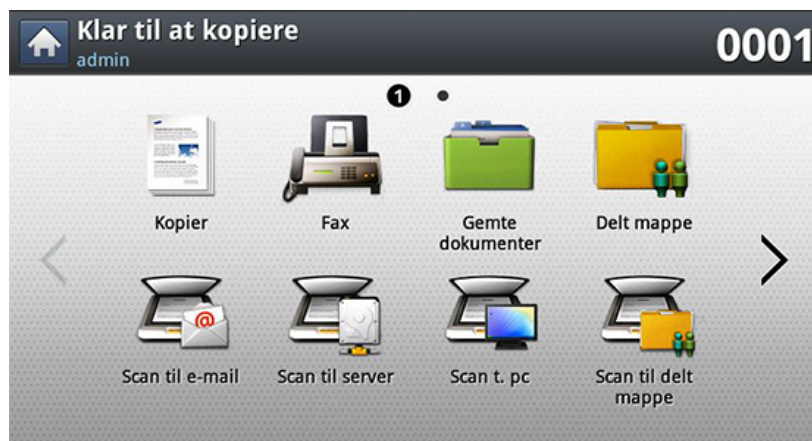 Klar til at kopiere
admin
0001
1
Kopier
Fax
Gemte
dokumenter
Delt mappe
@
Scan til e-mail
Scan til server
Scan t. pc
Scan til delt
mappe